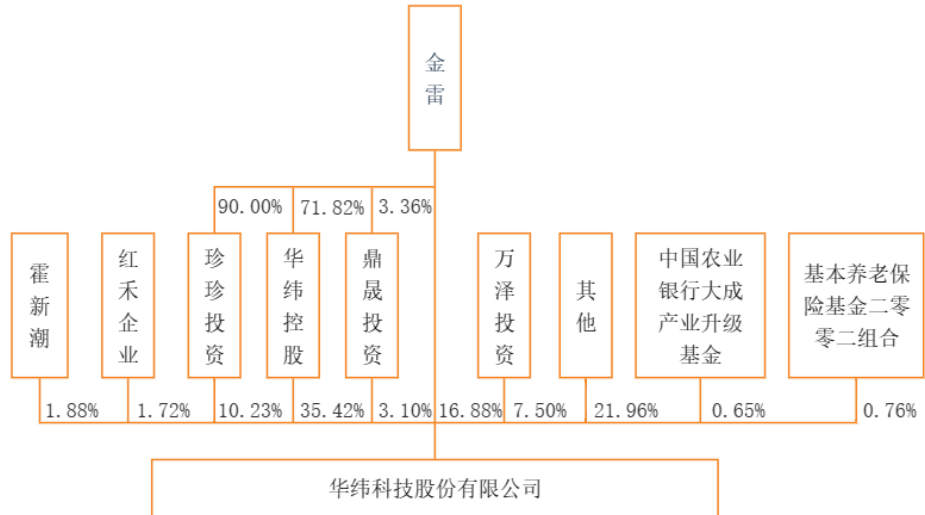 金雷
90.00% 71.82% 3.36%
霍新潮
红禾企业
珍珍投资
华纬控股
鼎晟投资
万泽投资
其他
中国农业
银行大成
产业升级
基金
基本养老保
险基金二零
零二组合
1.88% 1.72% 10.23% 35.42% 3.10% 16.88% 7.50% 21.96% 0.65% 0.76%
华纬科技股份有限公司